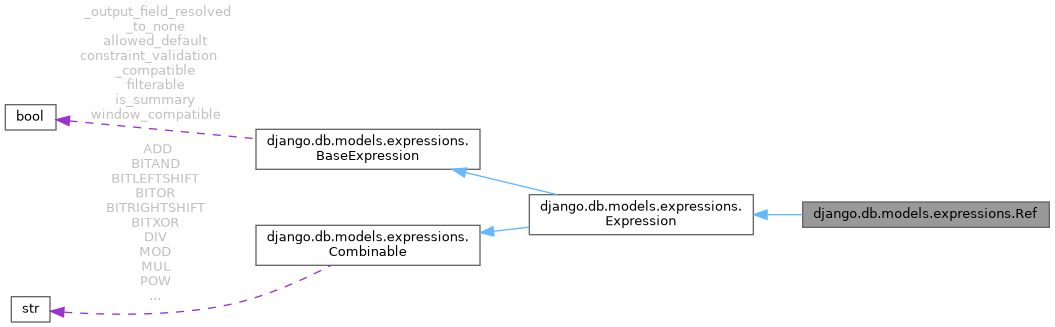 _output_field_resolved
_to_none
allowed_default
constraint_validation
_compatible
filterable
is_summary
window_compatible
bool
django.db.models.expressions.
BaseExpression
ADD
BITAND
BITLEFTSHIFT
BITOR
BITRIGHTSHIFT
BITXOR
DIV
MOD
MUL
POW
...
django.db.models.expressions.
Combinable
str
django.db.models.expressions.
Expression
django.db.models.expressions.Ref